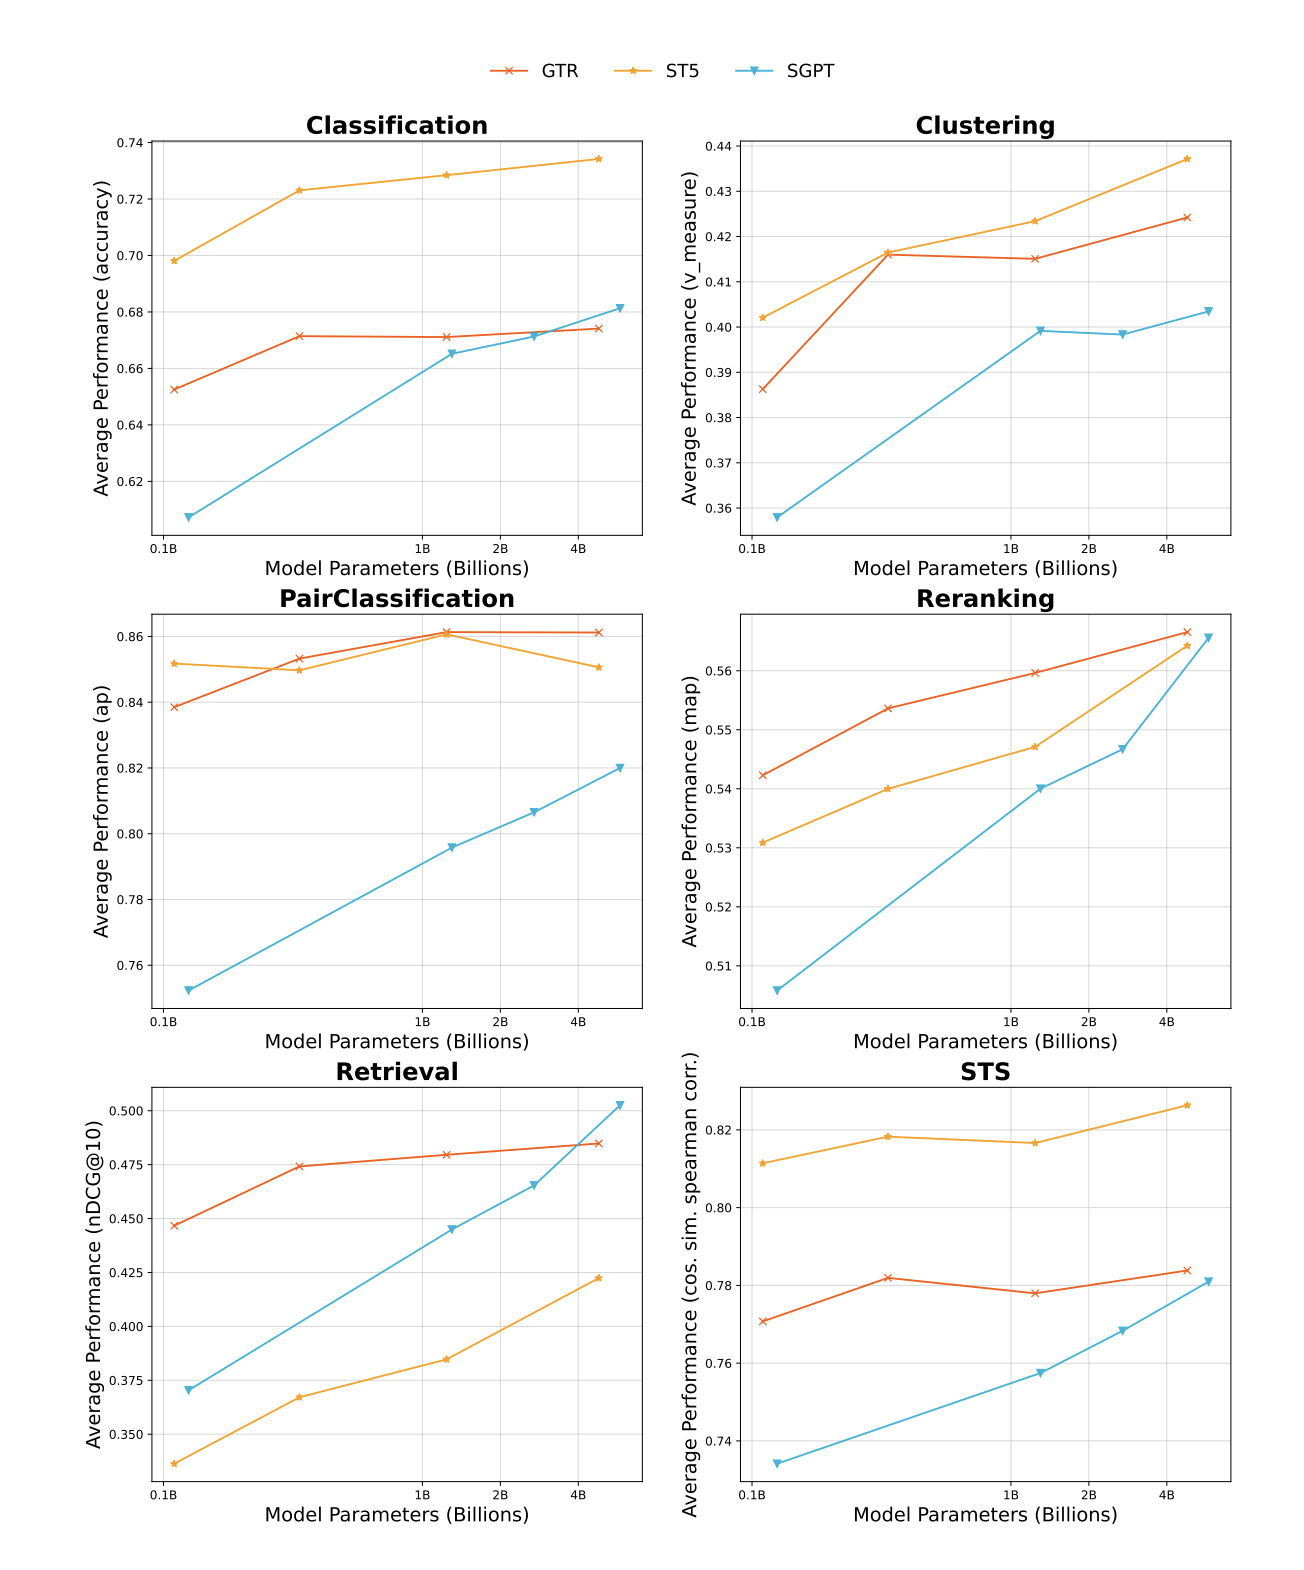 GTR ST5 SGPT
Classification
Average Performance (accuracy)
0.74
0.72
0.70
0.68
0.66
0.64
0.62
0.1B 1B 2B 4B
Model Parameters (Billions)
Clustering
Average Performance (v_measure)
0.44
0.43
0.42
0.41
0.40
0.39
0.38
0.37
0.36
0.1B 1B 2B 4B
Model Parameters (Billions)
PairClassification
Average Performance (ap)
0.86
0.84
0.82
0.80
0.78
0.76
0.1B 1B 2B 4B
Model Parameters (Billions)
Reranking
Average Performance (map)
0.56
0.55
0.54
0.53
0.52
0.51
0.1B 1B 2B 4B
Model Parameters (Billions)
Retrieval
Average Performance (nDCG@10)
0.500
0.475
0.450
0.425
0.400
0.375
0.350
0.1B 1B 2B 4B
Model Parameters (Billions)
STS
Average Performance (cos. sim. spearman corr.)
0.82
0.80
0.78
0.76
0.74
0.1B 1B 2B 4B
Model Parameters (Billions)